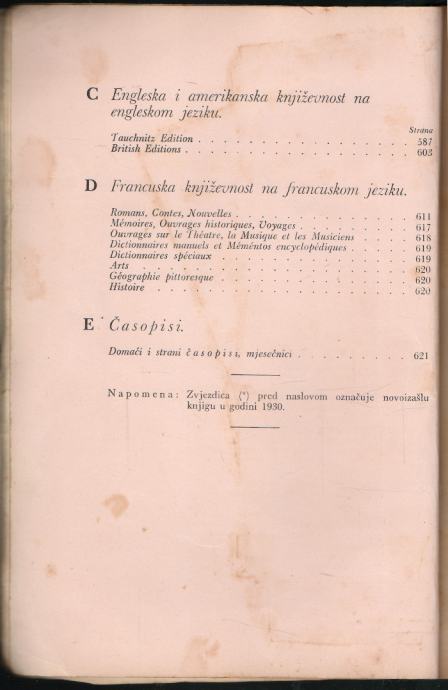 C Engleska i amerikanska književnost na
engleskom jeziku.
Strana
Tauchnitz Edition . . . . . . . . . . . . . . . 587
British Editions . . . . . . . . . . . . . . . . 603
D Francuska književnost na francuskom jeziku.
Romans, Contes, Nouvelles . . . . . . . . . . . . 611
Mémoires, Ouvrages historiques, Voyages . . . . . . . 617
Ouvrages sur le Théatre, la Musique et les Musiciens . . . . 618
Dictionnaires manuels et Méméntos encyclopédiques . . . . 619
Dictionnaires spéciaux . . . . . . . . . . . . . 619
Arts . . . . . . . . . . . . . . . . . . . 620
Géographie pittoresque . . . . . . . . . . . . . 620
Histoire . . . . . . . . . . . . . . . . . . 620
E Časopisi.
Domaći i strani časopisi, mjesečnici . . . . . . . . 621
Napomena: Zvjezdica (*) pred naslovom označuje novoizašlu
knjigu u godini 1930.